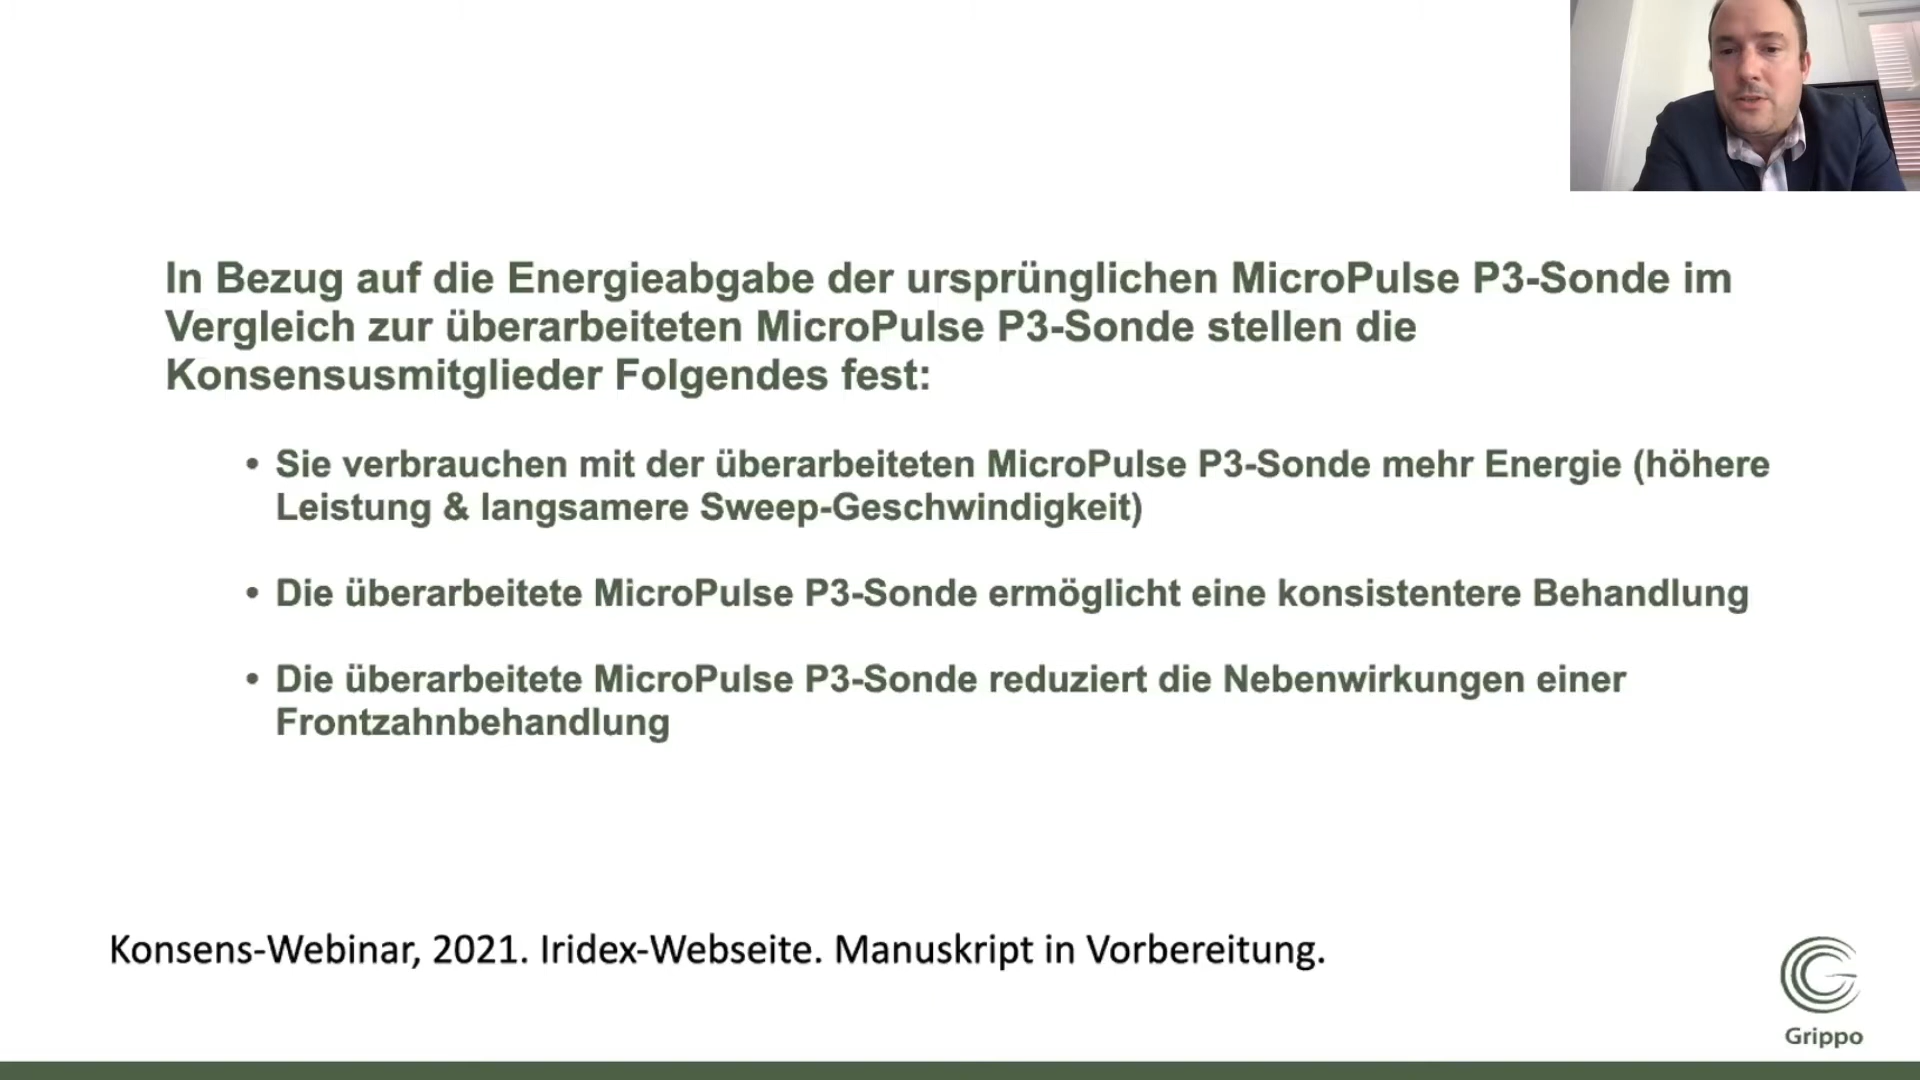 In Bezug auf die Energieabgabe der ursprünglichen MicroPulse P3-Sonde im
Vergleich zur überarbeiteten MicroPulse P3-Sonde stellen die
Konsensusmitglieder Folgendes fest:
• Sie verbrauchen mit der überarbeiteten MicroPulse P3-Sonde mehr Energie (höhere
Leistung & langsamere Sweep-Geschwindigkeit)
• Die überarbeitete MicroPulse P3-Sonde ermöglicht eine konsistentere Behandlung
• Die überarbeitete MicroPulse P3-Sonde reduziert die Nebenwirkungen einer
Frontzahnbehandlung
Konsens-Webinar, 2021. Iridex-Webseite. Manuskript in Vorbereitung.
Grippo